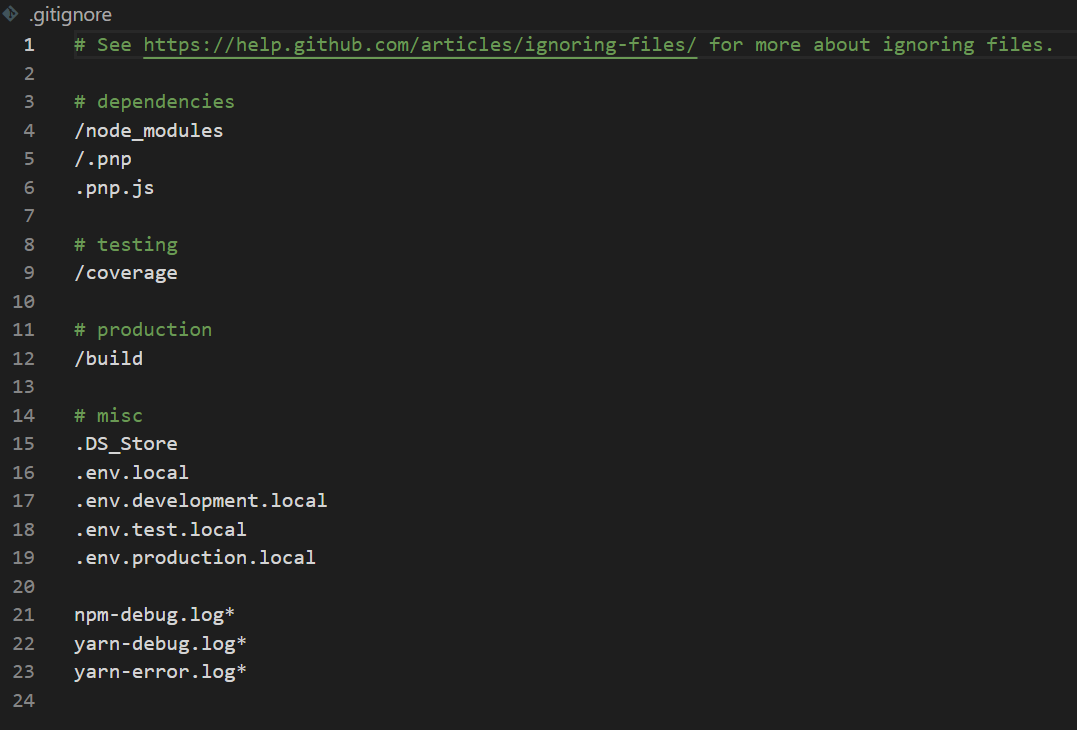 .gitignore
1 # See https://help.github.com/articles/ignoring-files/ for more about ignoring files.
2
3 # dependencies
4 /node_modules
5 /.pnp
6 .pnp.js
7
8 # testing
9 /coverage
10
11 # production
12 /build
13
14 # misc
15 .DS_Store
16 .env.local
17 .env.development.local
18 .env.test.local
19 .env.production.local
20
21 npm-debug.log*
22 yarn-debug.log*
23 yarn-error.log*
24